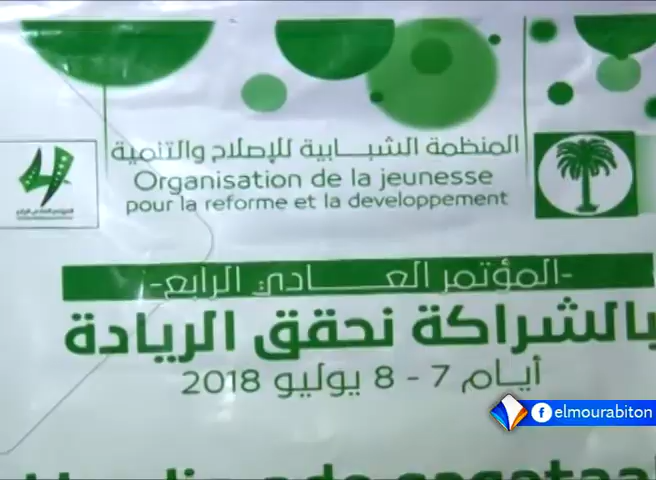 المنظمة الشبابية للإصلاح والتنمية
Organisation de la jeunesse
pour la reforme et la developpement
-المؤتمر العادي الرابع-
بالشراكة نحقق الريادة
أيام 7 - 8 يوليو 2018
elmourabiton